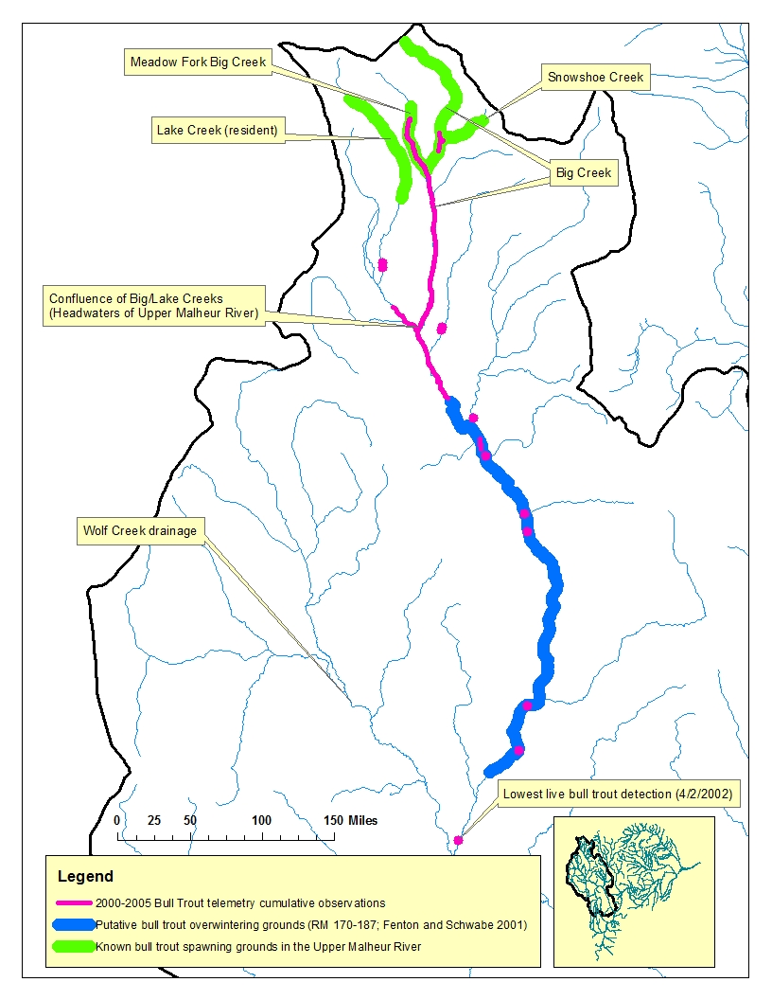 Meadow Fork Big Creek
Snowshoe Creek
Lake Creek (resident)
Big Creek
Confluence of Big/Lake Creeks
(Headwaters of Upper Malheur River)
Wolf Creek drainage
Lowest live bull trout detection (4/2/2002)
0 25 50 100 150 Miles
Legend
2000-2005 Bull Trout telemetry cumulative observations
Putative bull trout overwintering grounds (RM 170-187; Fenton and Schwabe 2001)
Known bull trout spawning grounds in the Upper Malheur River